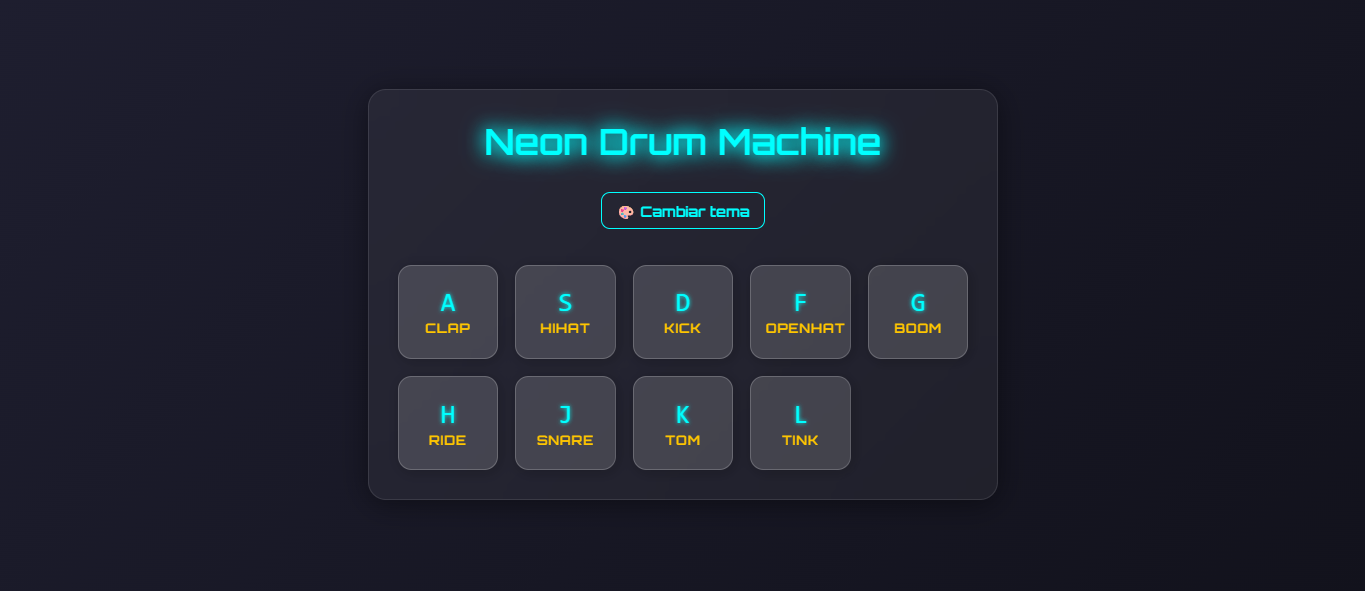 Neon Drum Machine
🎨 Cambiar tema
A S D F G
CLAP HIHAT KICK OPENHAT BOOM
H J K L
RIDE SNARE TOM TINK